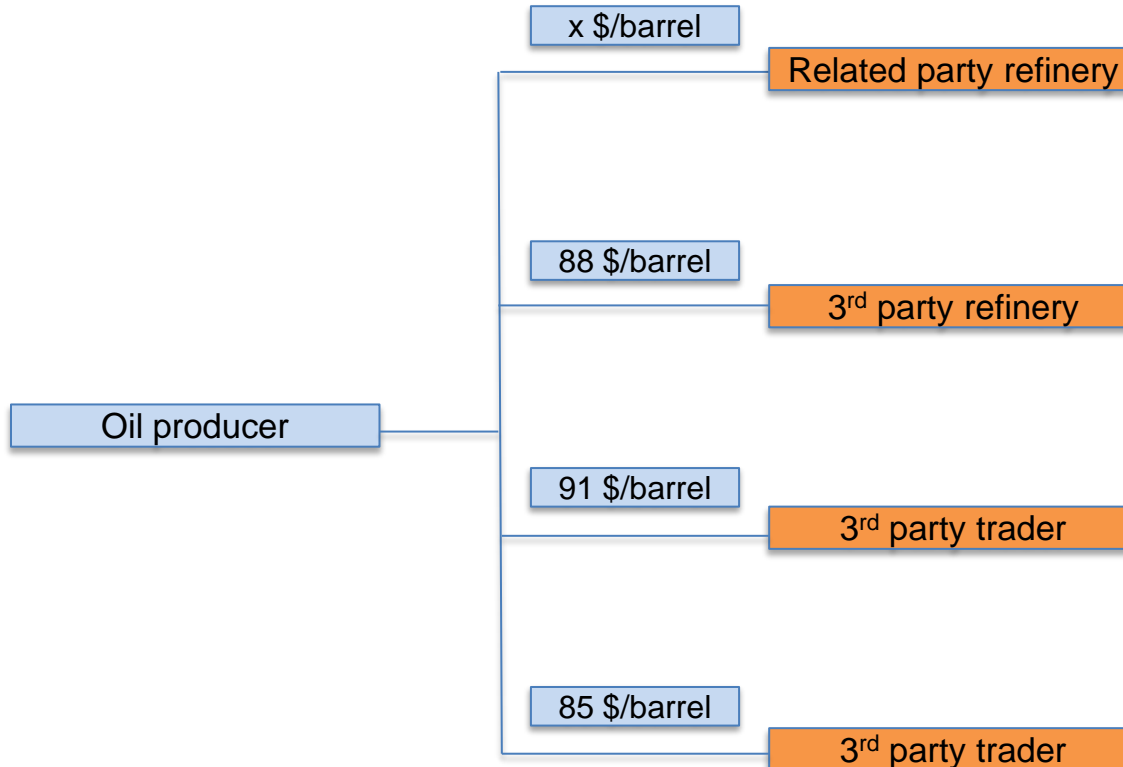 x $/barrel
Related party refinery
88 $/barrel
3rd party refinery
Oil producer
91 $/barrel
3rd party trader
85 $/barrel
3rd party trader